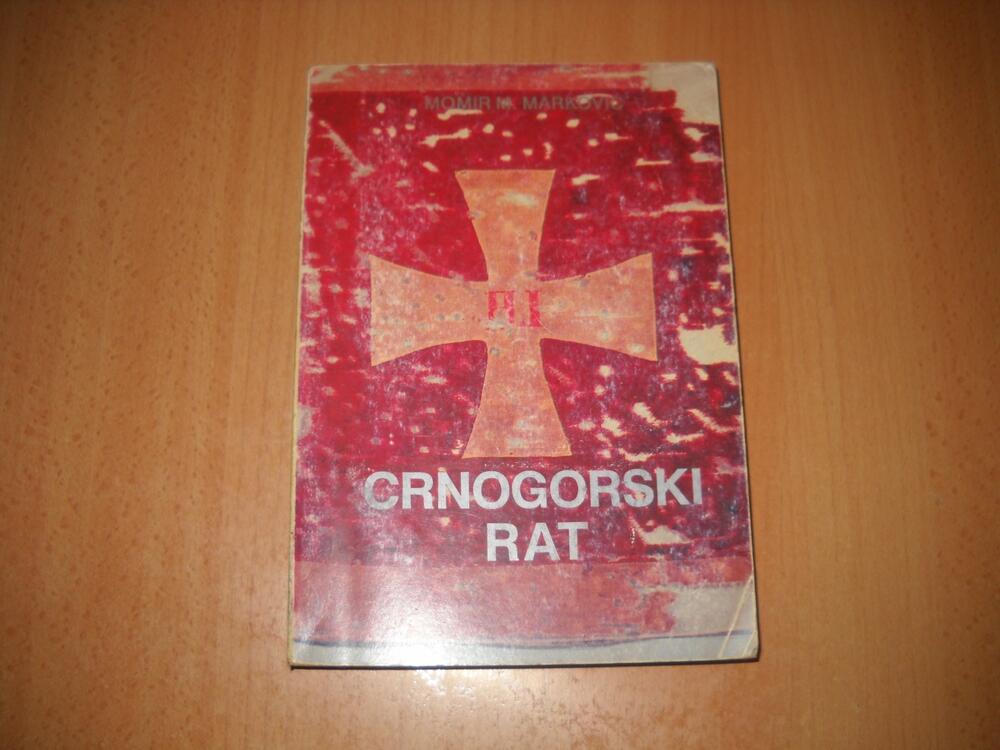 MOMIR M. MARKOVIĆ
П I
CRNOGORSKI
RAT